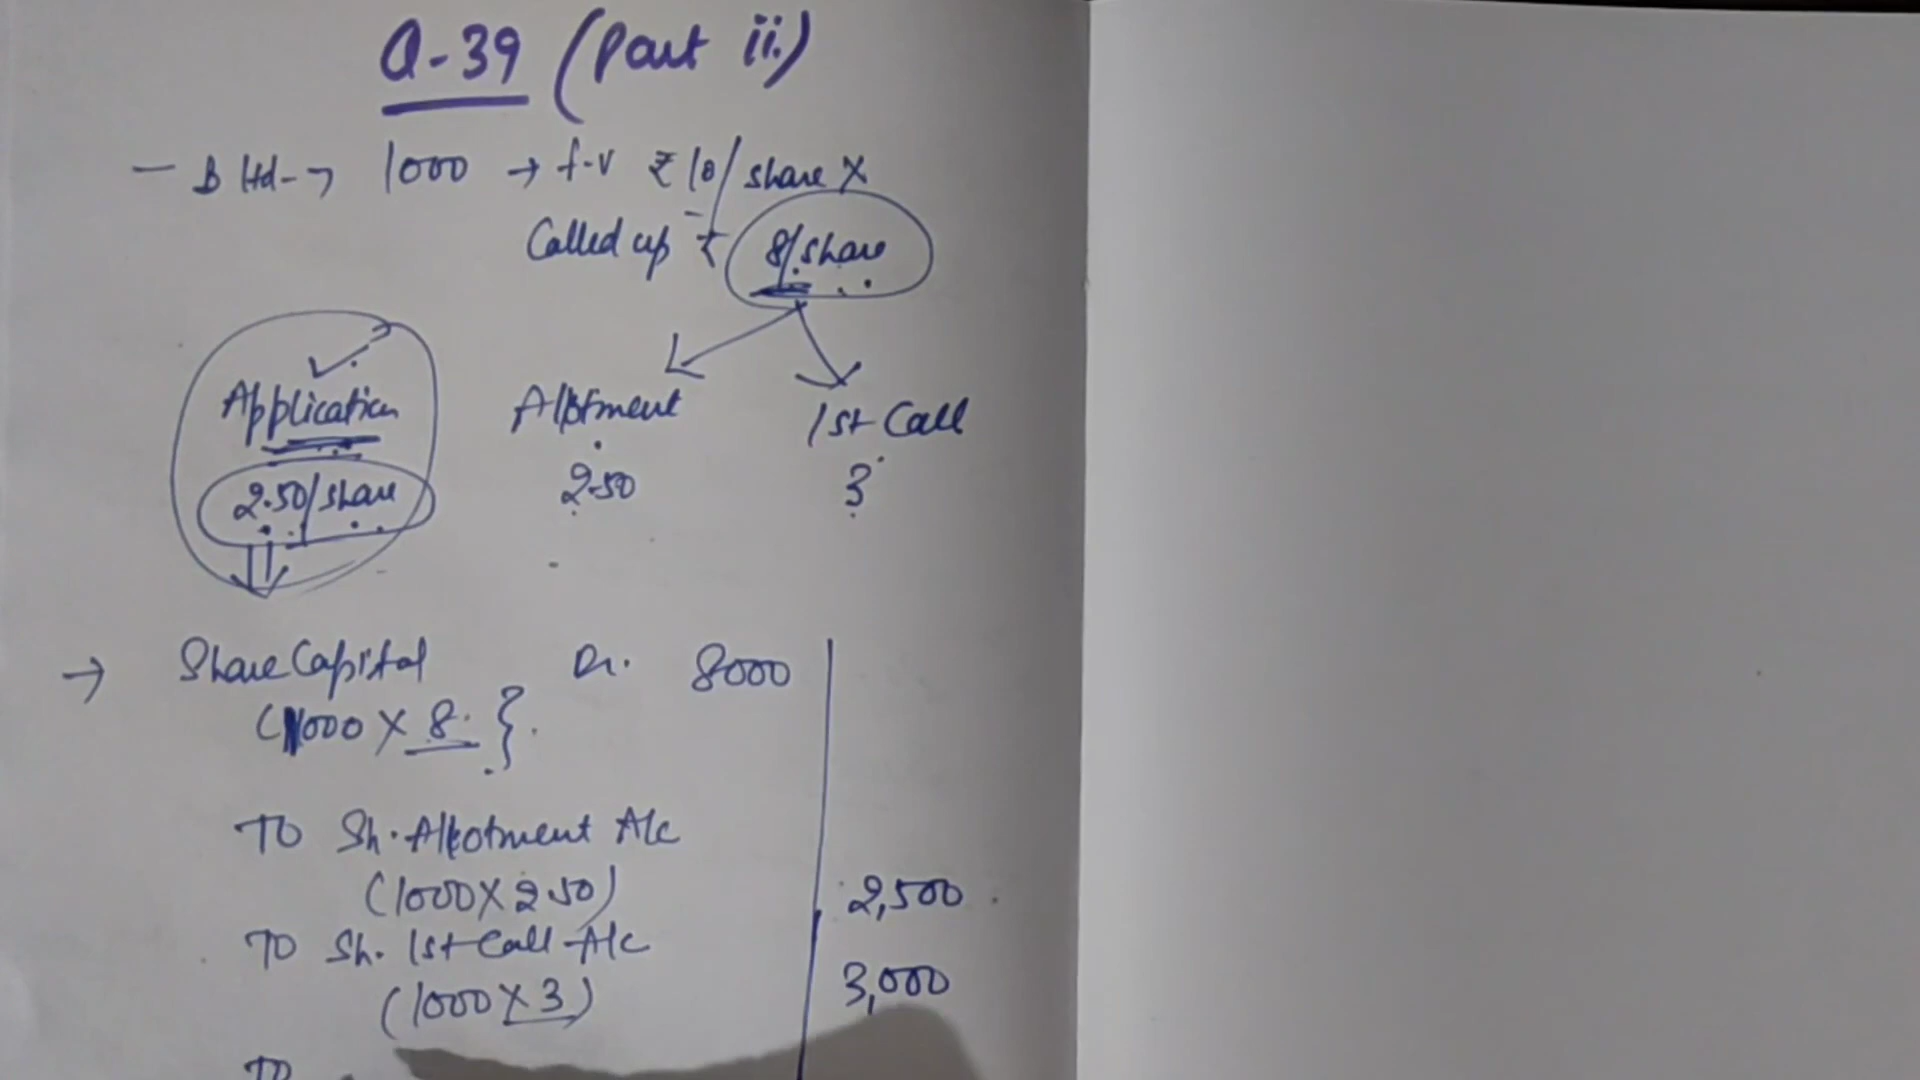 Q-39 (Part ii)
- B Ltd → 1000 → f.v ₹ 10/share X
Called up ₹ 8/share
Application Allotment 1st Call
2.50/share 2.50 3
→ Share Capital Dr. 8000
(1000 X 8 }
TO Sh. Allotment A/c
(1000 X 2.50) 2,500
TO Sh. 1st Call A/c
(1000 X 3) 3,000
TO